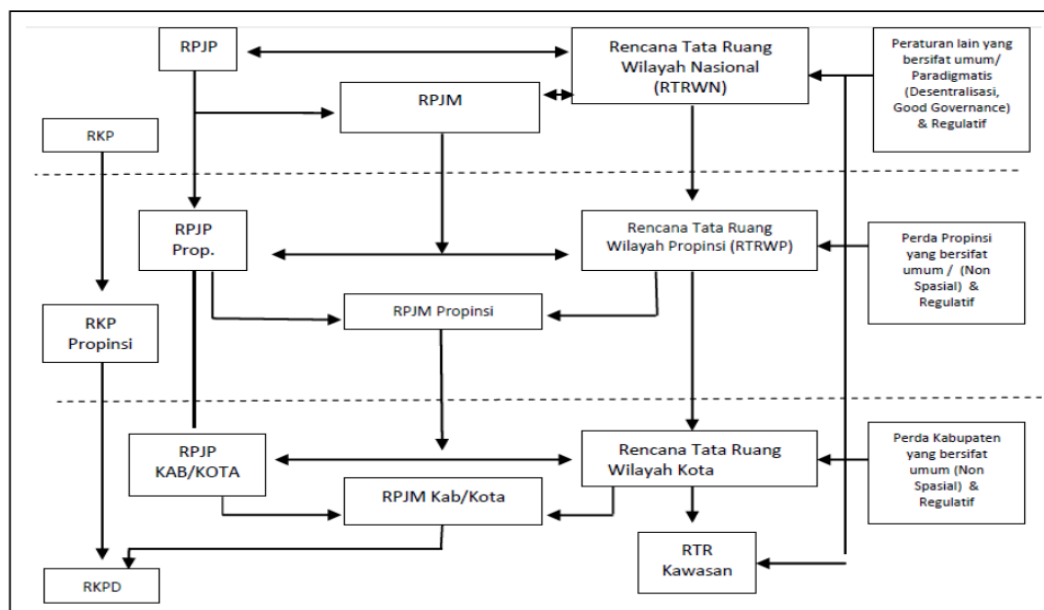 RPJP
Rencana Tata Ruang
Wilayah Nasional
(RTRWN)
Peraturan lain yang
bersifat umum/
Paradigmatis
(Desentralisasi,
Good Governance)
& Regulatif
RPJM
RKP
RPJP
Prop.
Rencana Tata Ruang
Wilayah Propinsi (RTRWP)
Perda Propinsi
yang bersifat
umum / (Non
Spasial) &
Regulatif
RPJM Propinsi
RKP
Propinsi
RPJP
KAB/KOTA
Rencana Tata Ruang
Wilayah Kota
Perda Kabupaten
yang bersifat
umum (Non
Spasial) &
Regulatif
RPJM Kab/Kota
RTR
Kawasan
RKPD